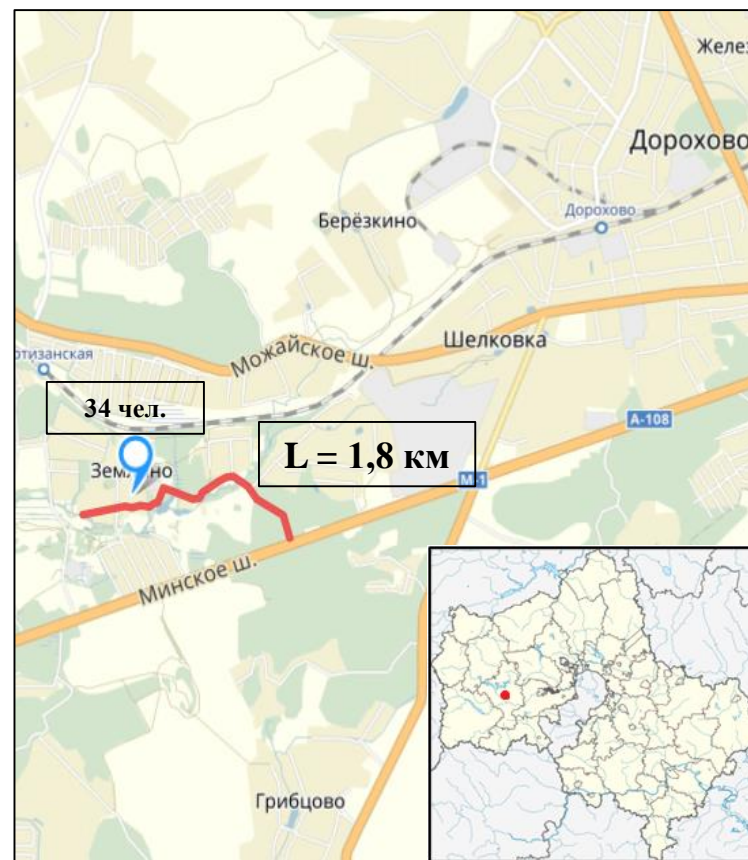 Желез
Дорохово
Дорохово
Берёзкино
Шелковка
Можайское ш.
ртизанская
34 чел.
L = 1,8 км
А-108
М-1
Минское ш.
Грибцово